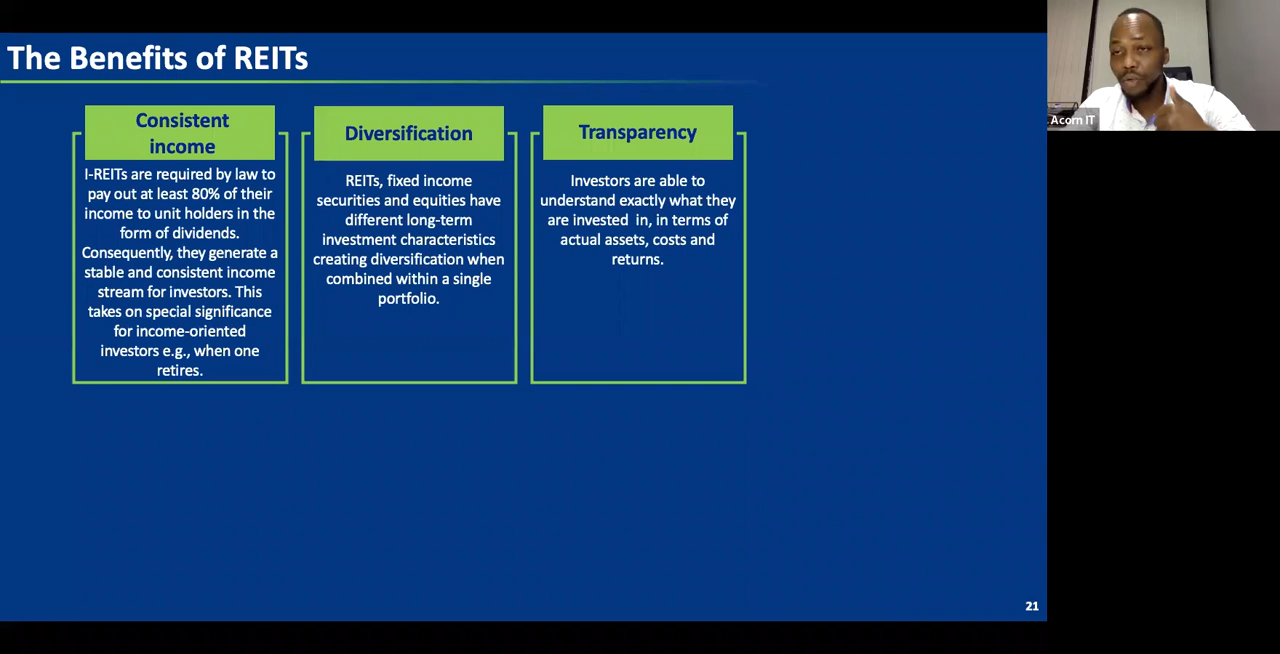 The Benefits of REITs
Consistent
income
I-REITs are required by law to
pay out at least 80% of their
income to unit holders in the
form of dividends.
Consequently, they generate a
stable and consistent income
stream for investors. This
takes on special significance
for income-oriented
investors e.g., when one
retires.
Diversification
REITs, fixed income
securities and equities have
different long-term
investment characteristics
creating diversification when
combined within a single
portfolio.
Transparency
Investors are able to
understand exactly what they
are invested in, in terms of
actual assets, costs and
returns.
21
Acorn IT